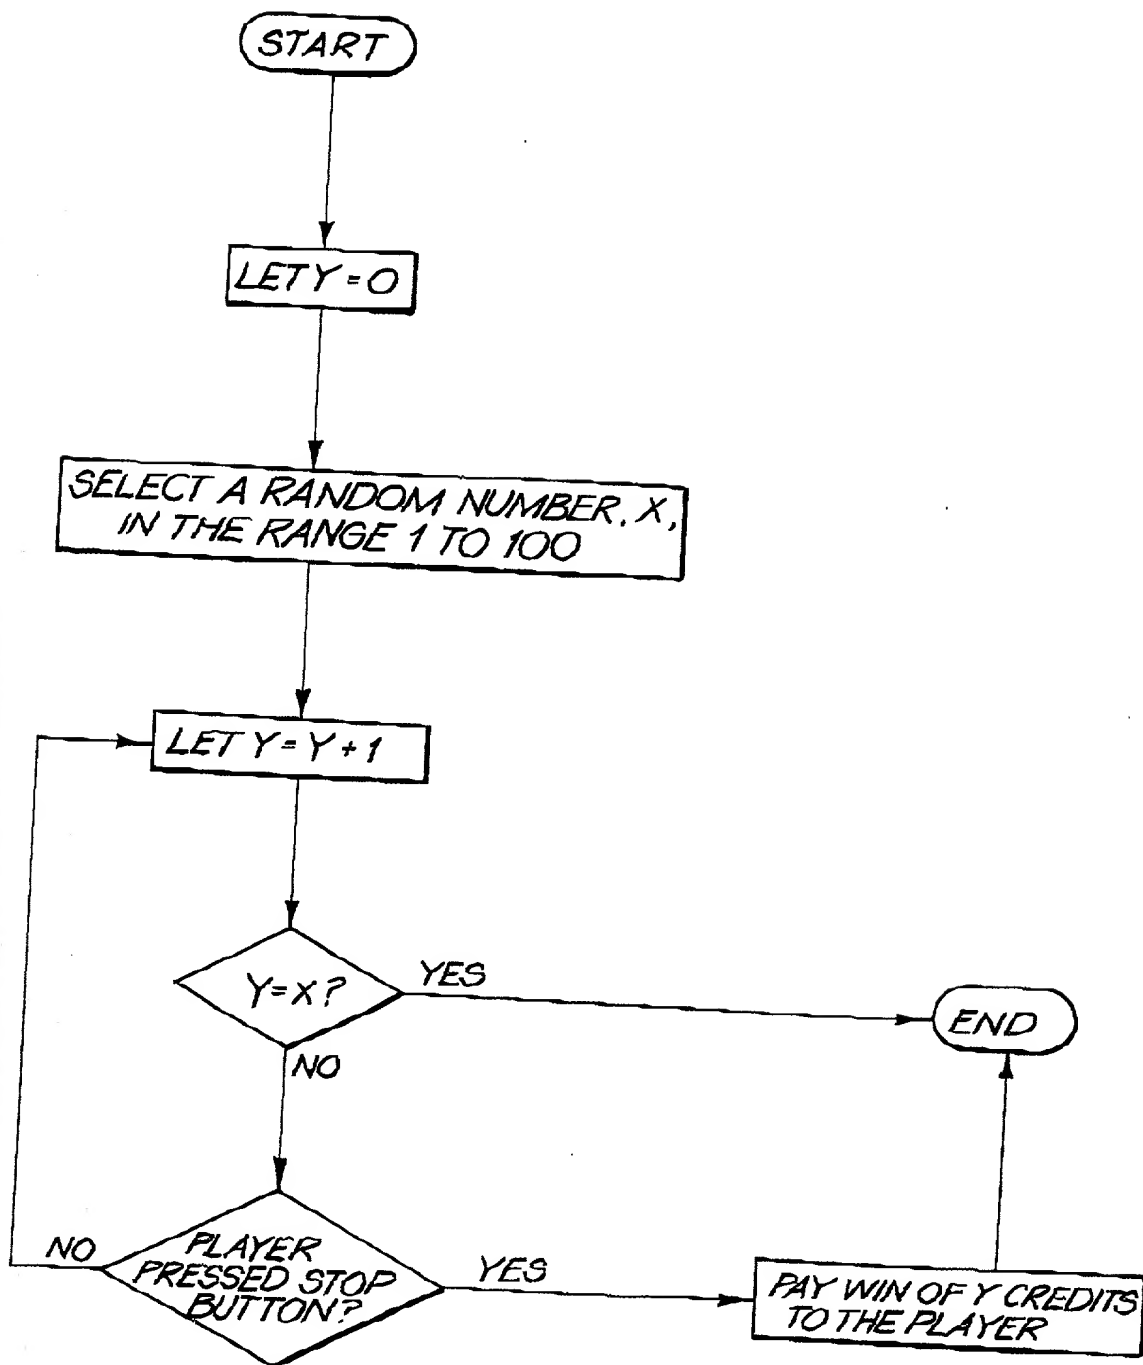 START
LET Y = 0
SELECT A RANDOM NUMBER, X,
IN THE RANGE 1 TO 100
LET Y = Y + 1
Y = X ?
YES
END
NO
NO
PLAYER
PRESSED STOP
BUTTON?
YES
PAY WIN OF Y CREDITS
TO THE PLAYER